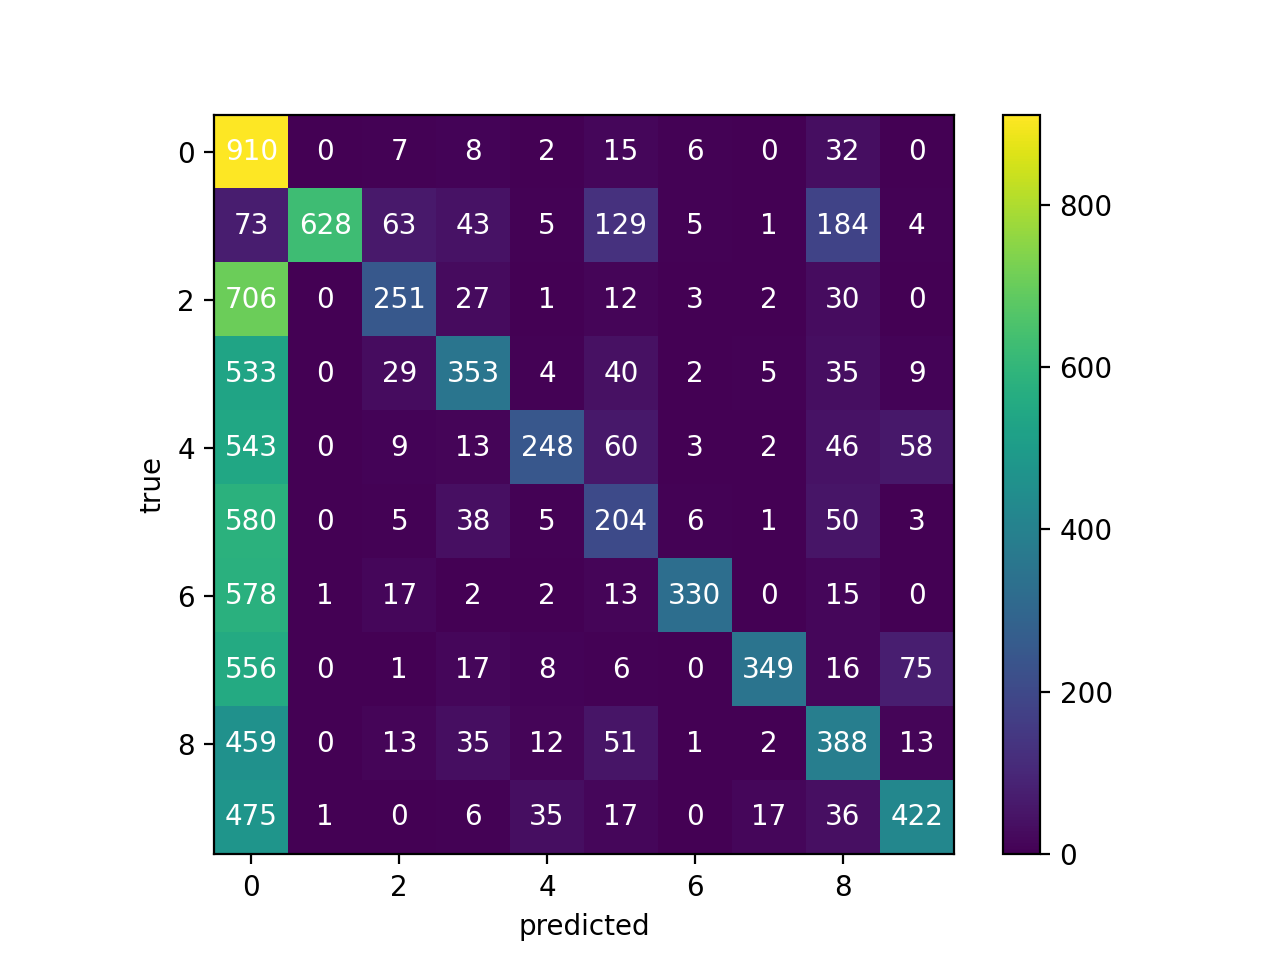 0 910 0 7 8 2 15 6 0 32 0
73 628 63 43 5 129 5 1 184 4
2 706 0 251 27 1 12 3 2 30 0
533 0 29 353 4 40 2 5 35 9
4 543 0 9 13 248 60 3 2 46 58
580 0 5 38 5 204 6 1 50 3
6 578 1 17 2 2 13 330 0 15 0
556 0 1 17 8 6 0 349 16 75
8 459 0 13 35 12 51 1 2 388 13
475 1 0 6 35 17 0 17 36 422
0 2 4 6 8
predicted
true
800
600
400
200
0